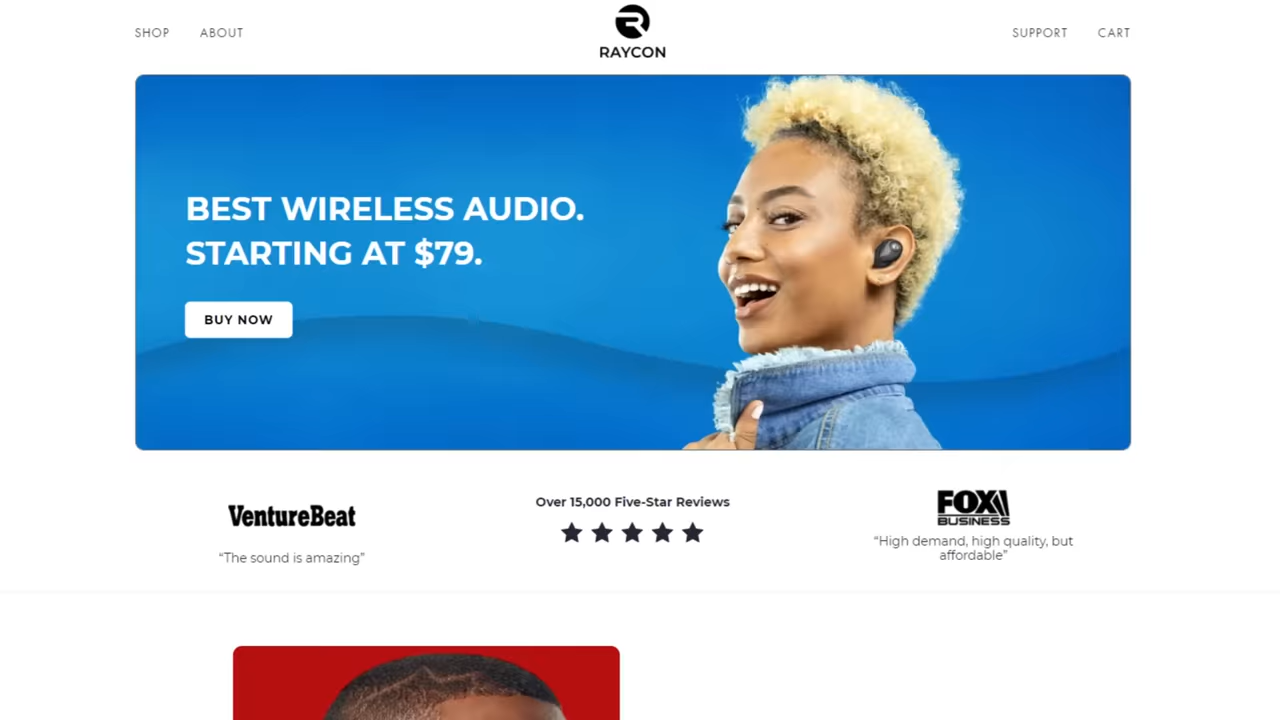 SHOP ABOUT
RAYCON
SUPPORT CART
BEST WIRELESS AUDIO.
STARTING AT $79.
BUY NOW
VentureBeat
“The sound is amazing”
Over 15,000 Five-Star Reviews
FOX
BUSINESS
“High demand, high quality, but
affordable”